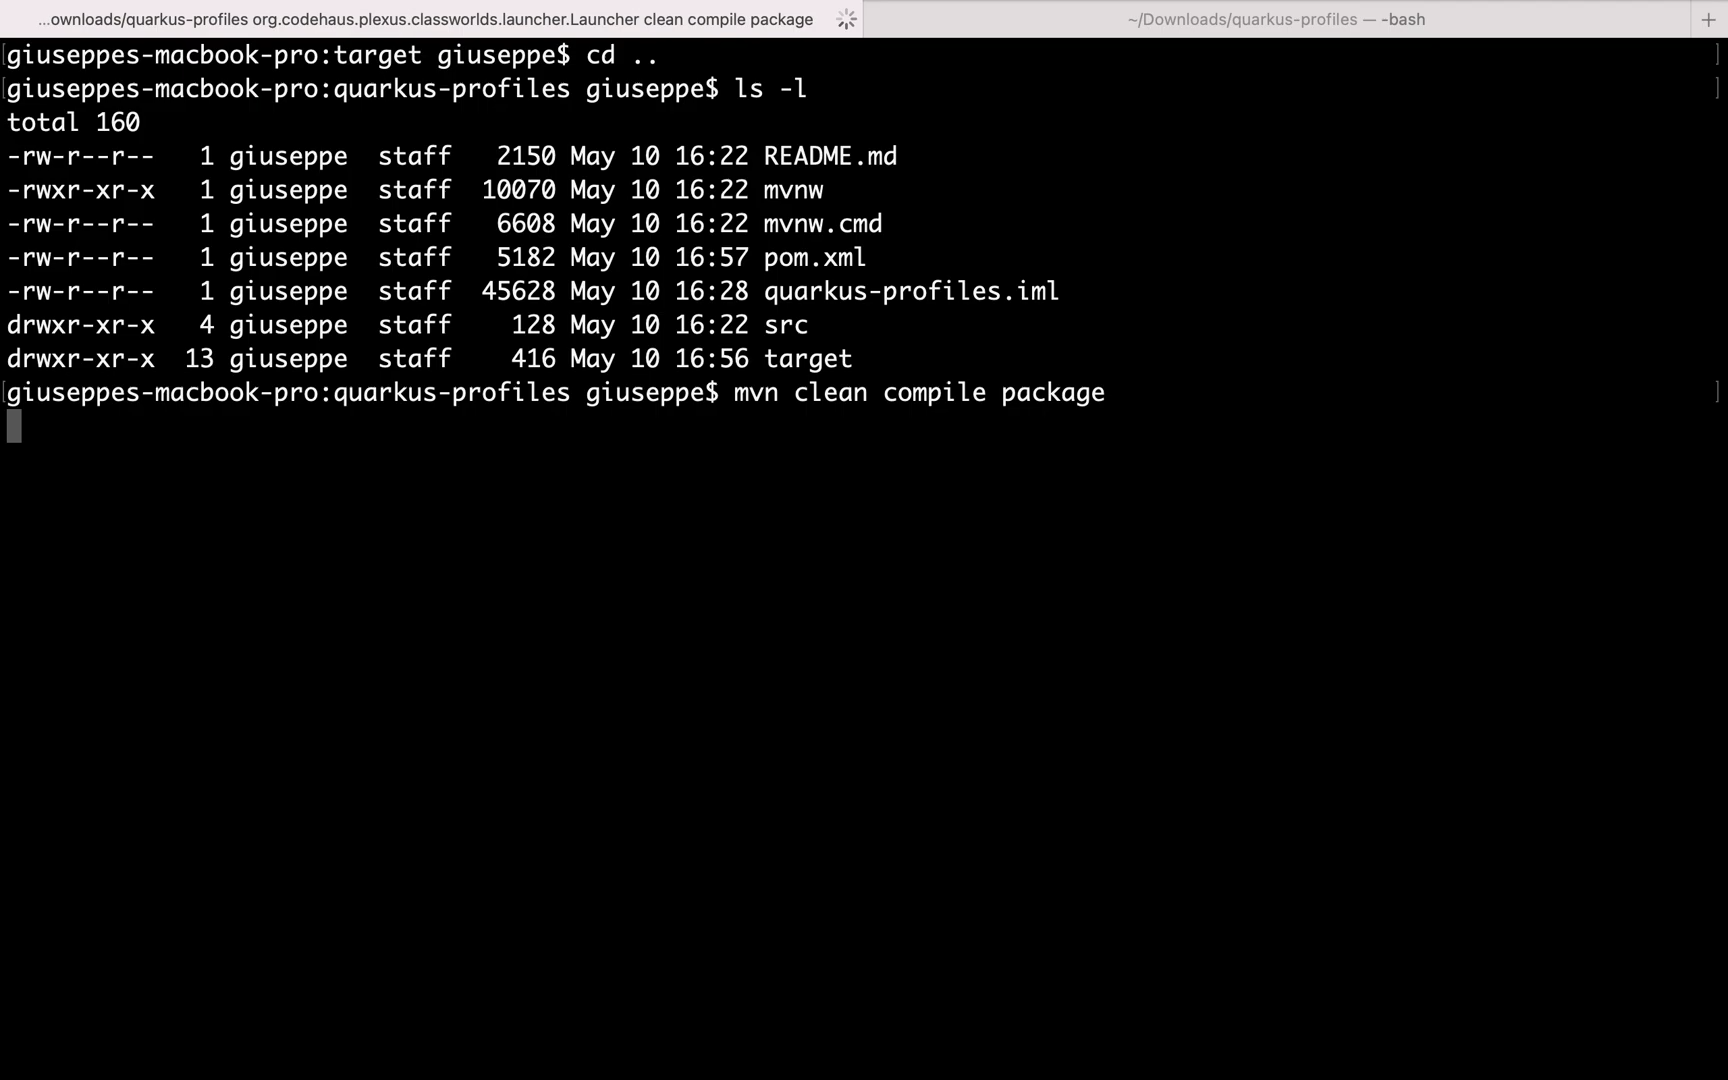 ...ownloads/quarkus-profiles org.codehaus.plexus.classworlds.launcher.Launcher clean compile package
~/Downloads/quarkus-profiles — -bash
+
giuseppes-macbook-pro:target giuseppe$ cd ..
giuseppes-macbook-pro:quarkus-profiles giuseppe$ ls -l
total 160
-rw-r--r--   1 giuseppe  staff   2150 May 10 16:22 README.md
-rwxr-xr-x   1 giuseppe  staff  10070 May 10 16:22 mvnw
-rw-r--r--   1 giuseppe  staff   6608 May 10 16:22 mvnw.cmd
-rw-r--r--   1 giuseppe  staff   5182 May 10 16:57 pom.xml
-rw-r--r--   1 giuseppe  staff  45628 May 10 16:28 quarkus-profiles.iml
drwxr-xr-x   4 giuseppe  staff    128 May 10 16:22 src
drwxr-xr-x  13 giuseppe  staff    416 May 10 16:56 target
giuseppes-macbook-pro:quarkus-profiles giuseppe$ mvn clean compile package